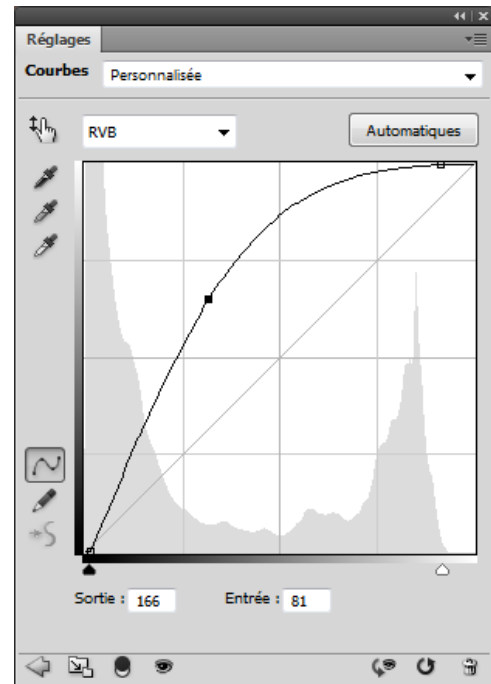 Réglages
Courbes Personnalisée
RVB Automatiques
Sortie : 166 Entrée : 81